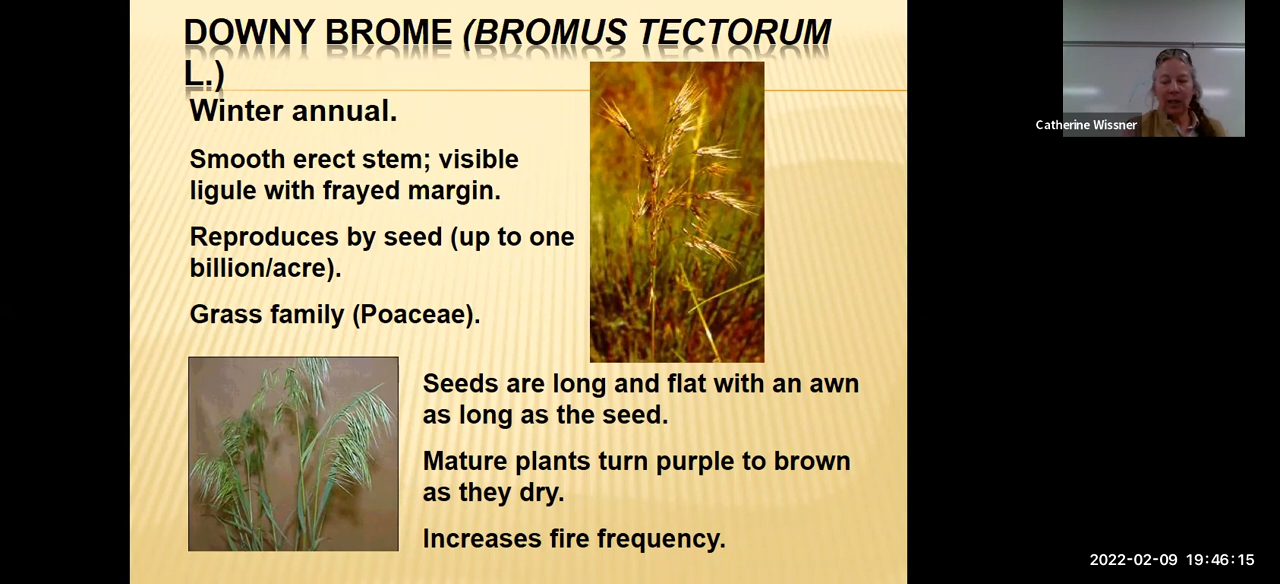 DOWNY BROME (BROMUS TECTORUM
L.)
Winter annual.
Smooth erect stem; visible
ligule with frayed margin.
Reproduces by seed (up to one
billion/acre).
Grass family (Poaceae).
Seeds are long and flat with an awn
as long as the seed.
Mature plants turn purple to brown
as they dry.
Increases fire frequency.
Catherine Wissner
2022-02-09 19:46:15